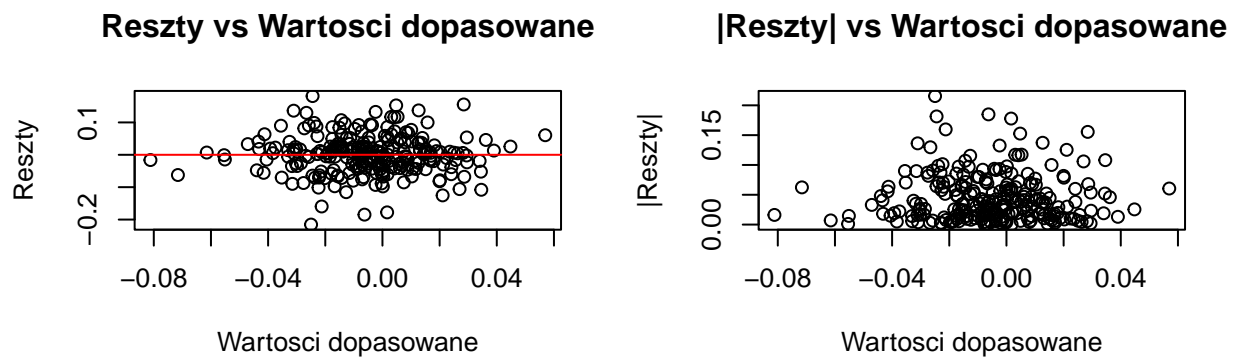 Reszty vs Wartosci dopasowane
Reszty
0.1
−0.2
−0.08 −0.04 0.00 0.04
Wartosci dopasowane
|Reszty| vs Wartosci dopasowane
|Reszty|
0.15
0.00
−0.08 −0.04 0.00 0.04
Wartosci dopasowane